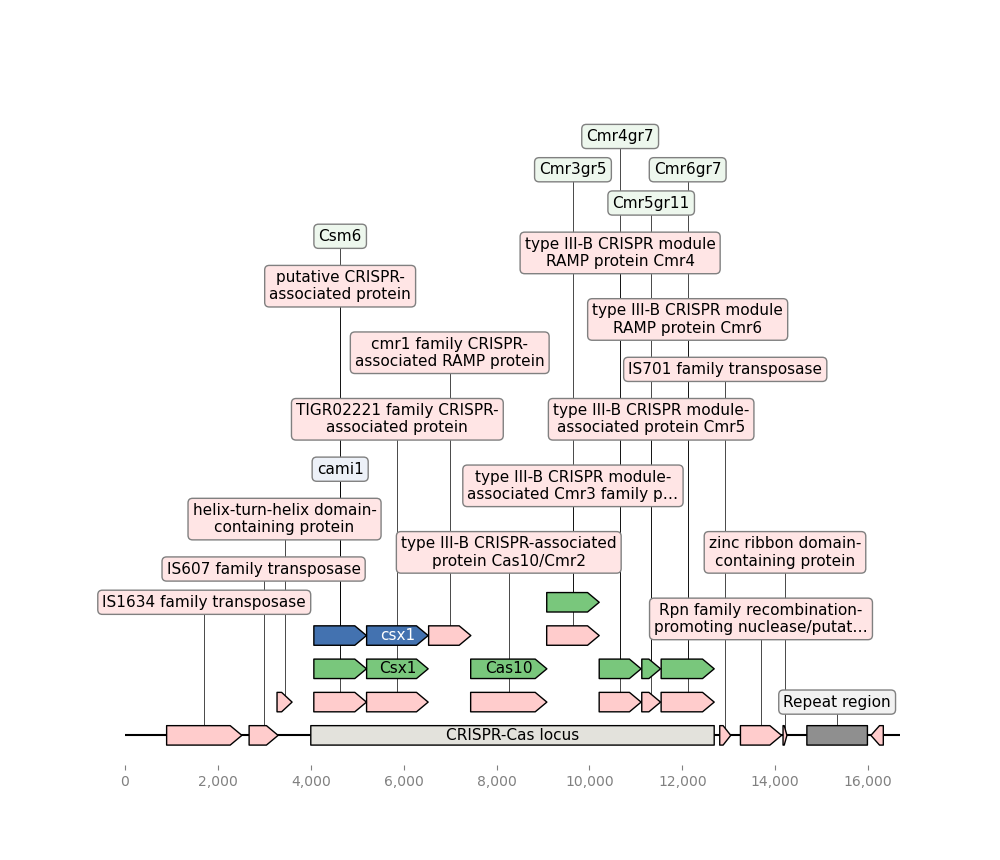 Cmr4gr7
Cmr3gr5
Cmr6gr7
Cmr5gr11
Csm6
type III-B CRISPR module
RAMP protein Cmr4
putative CRISPR-
associated protein
type III-B CRISPR module
RAMP protein Cmr6
cmr1 family CRISPR-
associated RAMP protein
IS701 family transposase
TIGR02221 family CRISPR-
associated protein
type III-B CRISPR module-
associated protein Cmr5
cami1
type III-B CRISPR module-
associated Cmr3 family p...
helix-turn-helix domain-
containing protein
type III-B CRISPR-associated
protein Cas10/Cmr2
zinc ribbon domain-
containing protein
IS607 family transposase
IS1634 family transposase
Rpn family recombination-
promoting nuclease/putat...
csx1
Csx1
Cas10
Repeat region
CRISPR-Cas locus
0
2,000
4,000
6,000
8,000
10,000
12,000
14,000
16,000